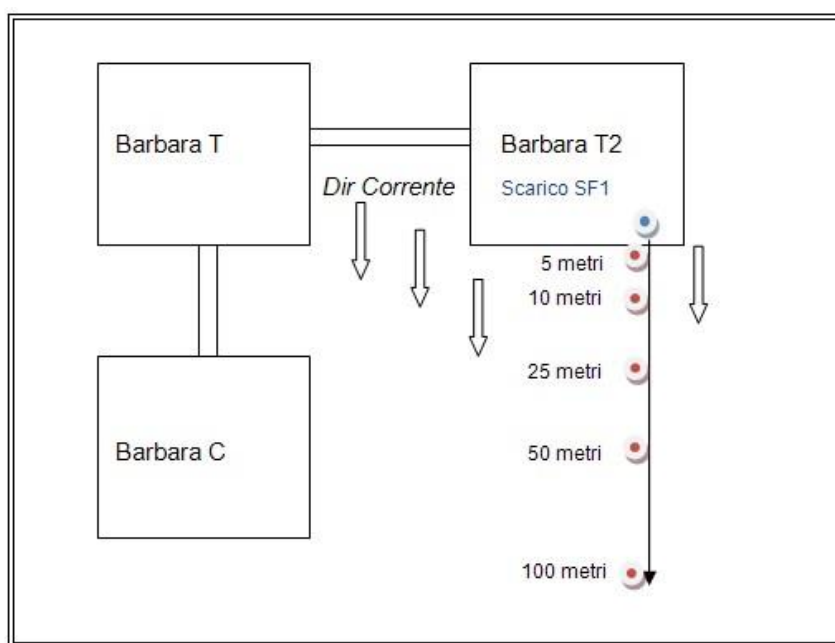 Barbara T
Barbara T2
Dir Corrente
Scarico SF1
5 metri
10 metri
25 metri
Barbara C
50 metri
100 metri